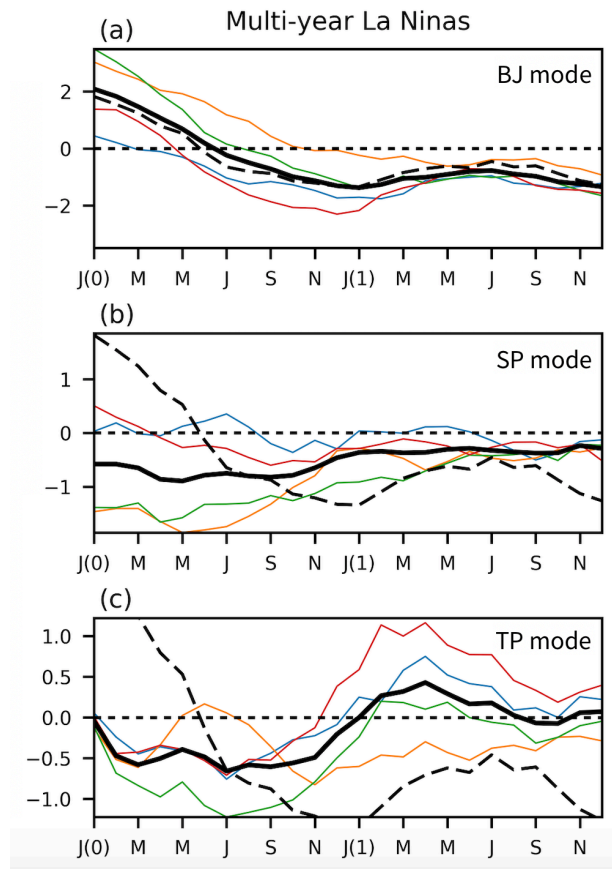 Multi-year La Ninas
(a)
BJ mode
2
0
−2
J(0) M M J S N J(1) M M J S N
(b)
SP mode
1
0
−1
J(0) M M J S N J(1) M M J S N
(c)
TP mode
1.0
0.5
0.0
−0.5
−1.0
J(0) M M J S N J(1) M M J S N